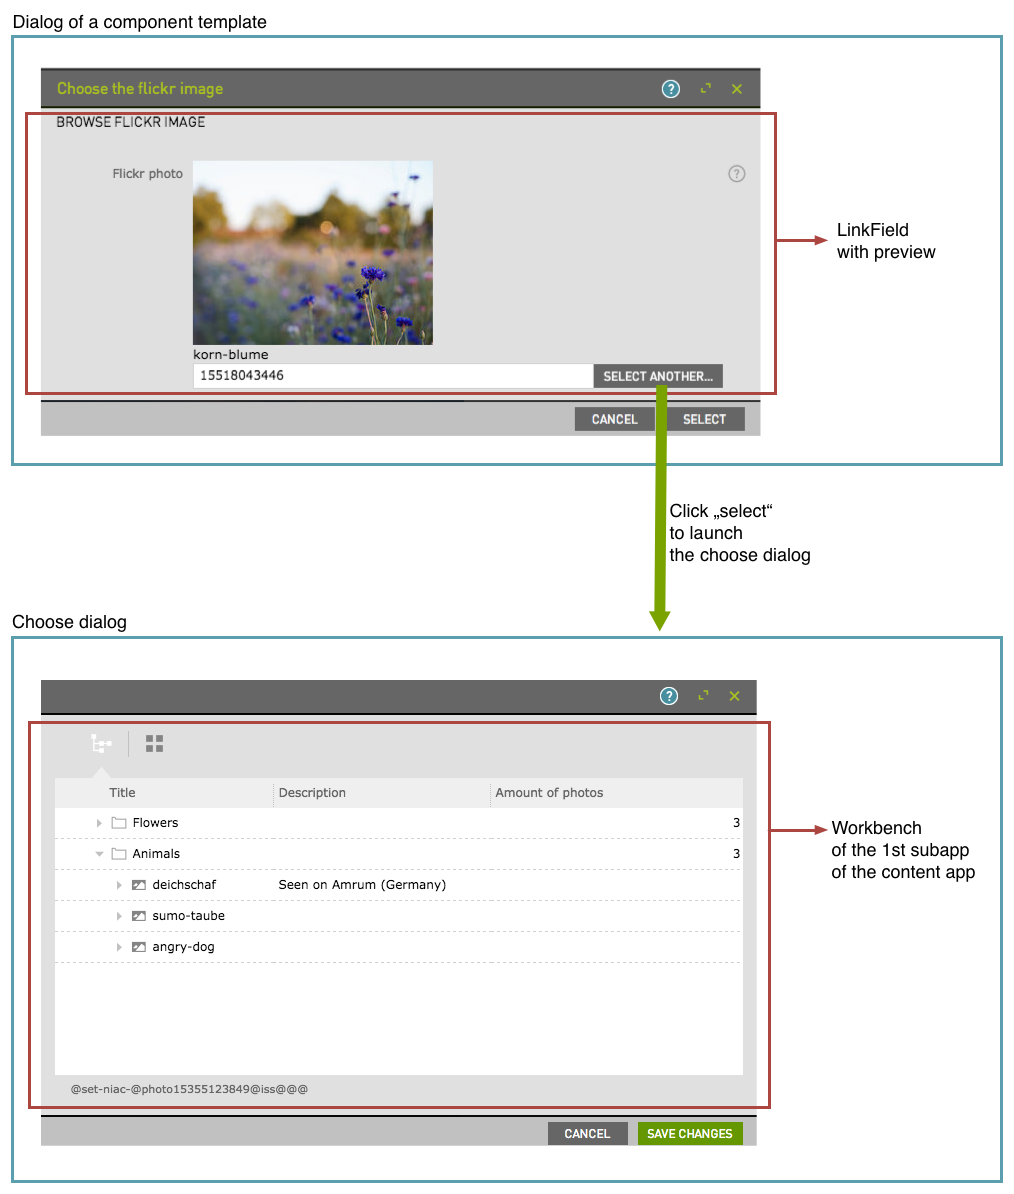 Dialog of a component template
Choose the flickr image
?
BROWSE FLICKR IMAGE
Flickr photo
?
LinkField
with preview
korn-blume
15518043446
SELECT ANOTHER...
CANCEL
SELECT
Click „select“
to launch
the choose dialog
Choose dialog
?
Title Description Amount of photos
Flowers 3
Animals 3
deichschaf Seen on Amrum (Germany)
sumo-taube
angry-dog
Workbench
of the 1st subapp
of the content app
@set-niac-@photo15355123849@iss@@@
CANCEL
SAVE CHANGES